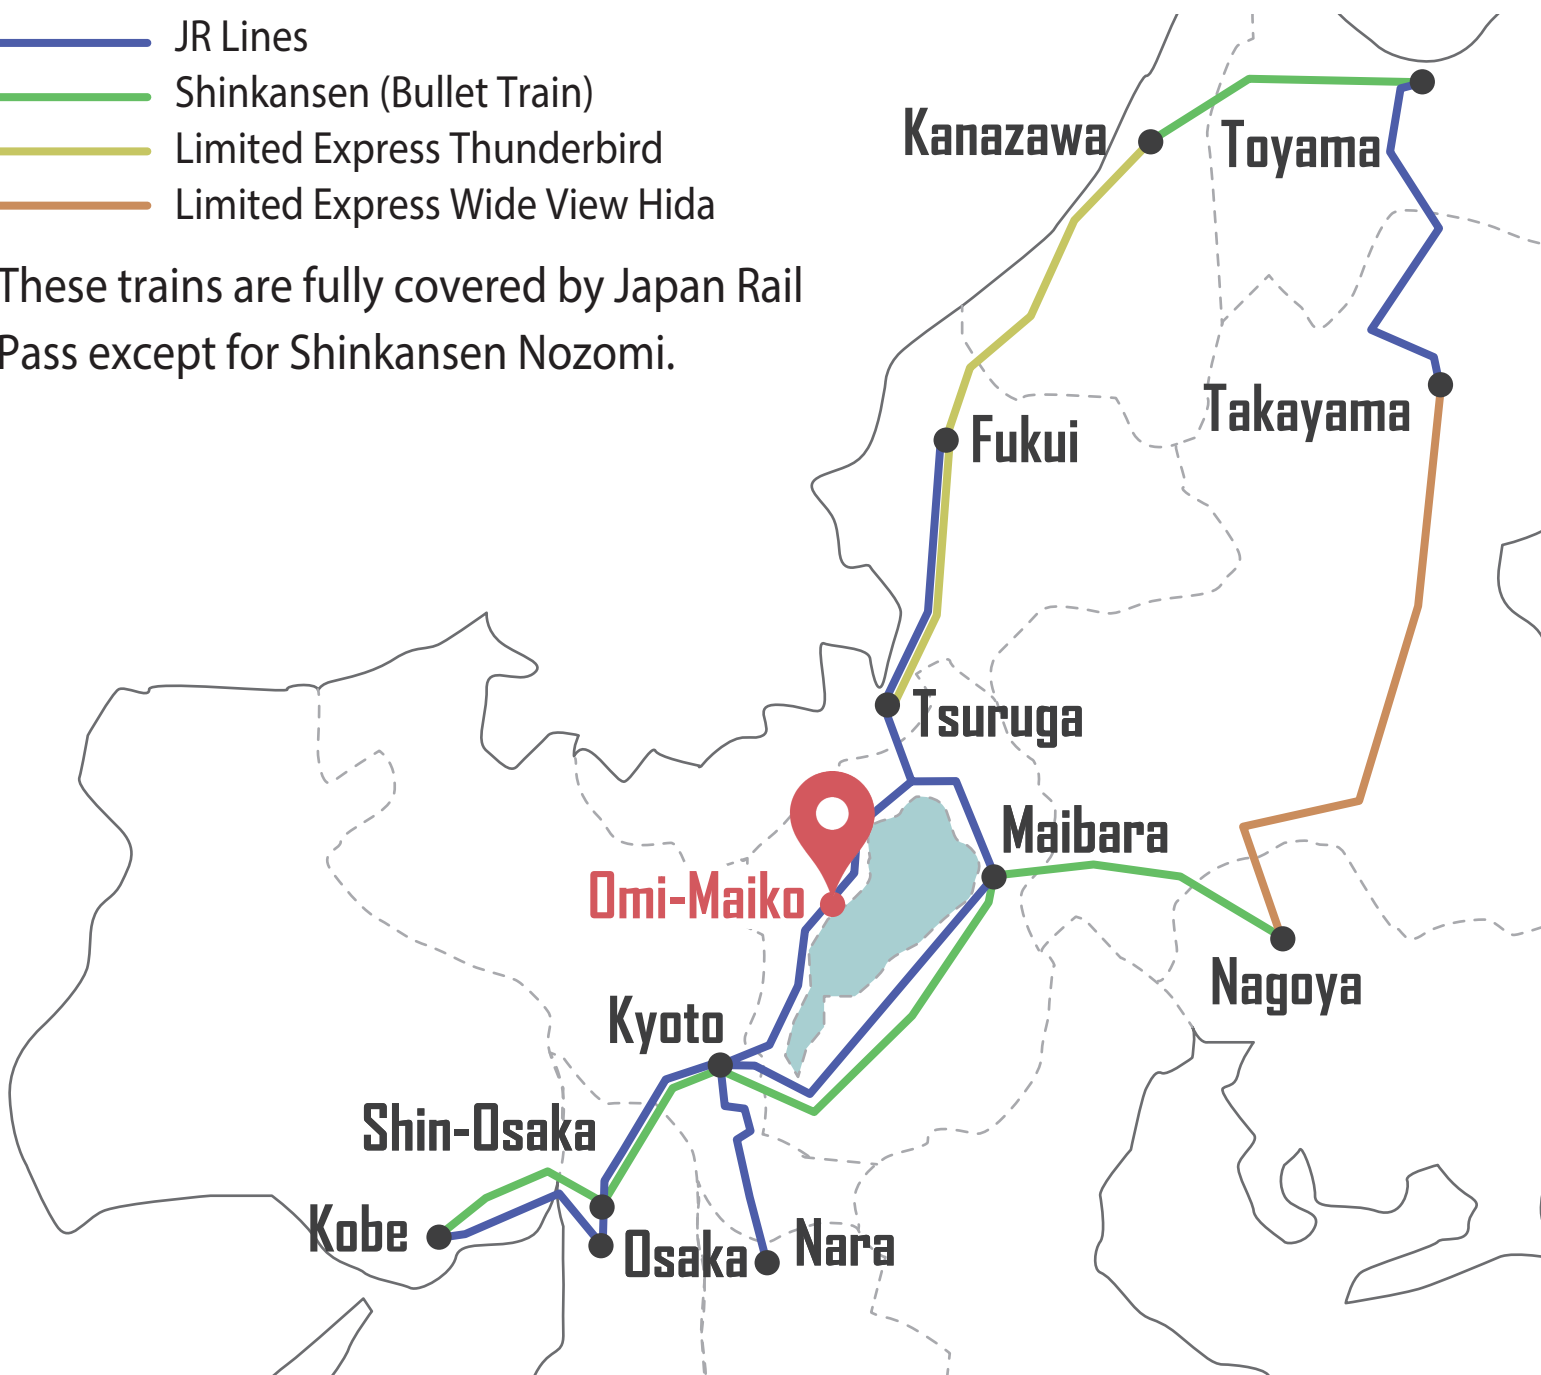 JR Lines
Shinkansen (Bullet Train)
Limited Express Thunderbird
Limited Express Wide View Hida
These trains are fully covered by Japan Rail
Pass except for Shinkansen Nozomi.
Kanazawa
Toyama
Takayama
Fukui
Tsuruga
Maibara
Omi-Maiko
Nagoya
Kyoto
Shin-Osaka
Kobe
Osaka
Nara